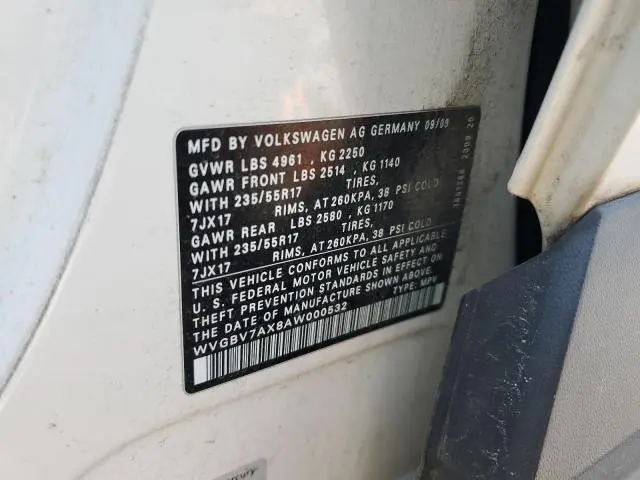 MFD BY VOLKSWAGEN AG GERMANY 09/09
GVWR LBS 4961 , KG 2250
GAWR FRONT LBS 2514 , KG 1140
WITH 235/55R17 TIRES,
7JX17 RIMS, AT 260KPA, 38 PSI COLD
GAWR REAR LBS 2580 , KG 1170
WITH 235/55R17 TIRES,
7JX17 RIMS, AT 260KPA, 38 PSI COLD
THIS VEHICLE CONFORMS TO ALL APPLICABLE
U. S. FEDERAL MOTOR VEHICLE SAFETY AND
THEFT PREVENTION STANDARDS IN EFFECT ON
THE DATE OF MANUFACTURE SHOWN ABOVE.
WVGBV7AX8AW000532 TYPE: MPV
2009 20